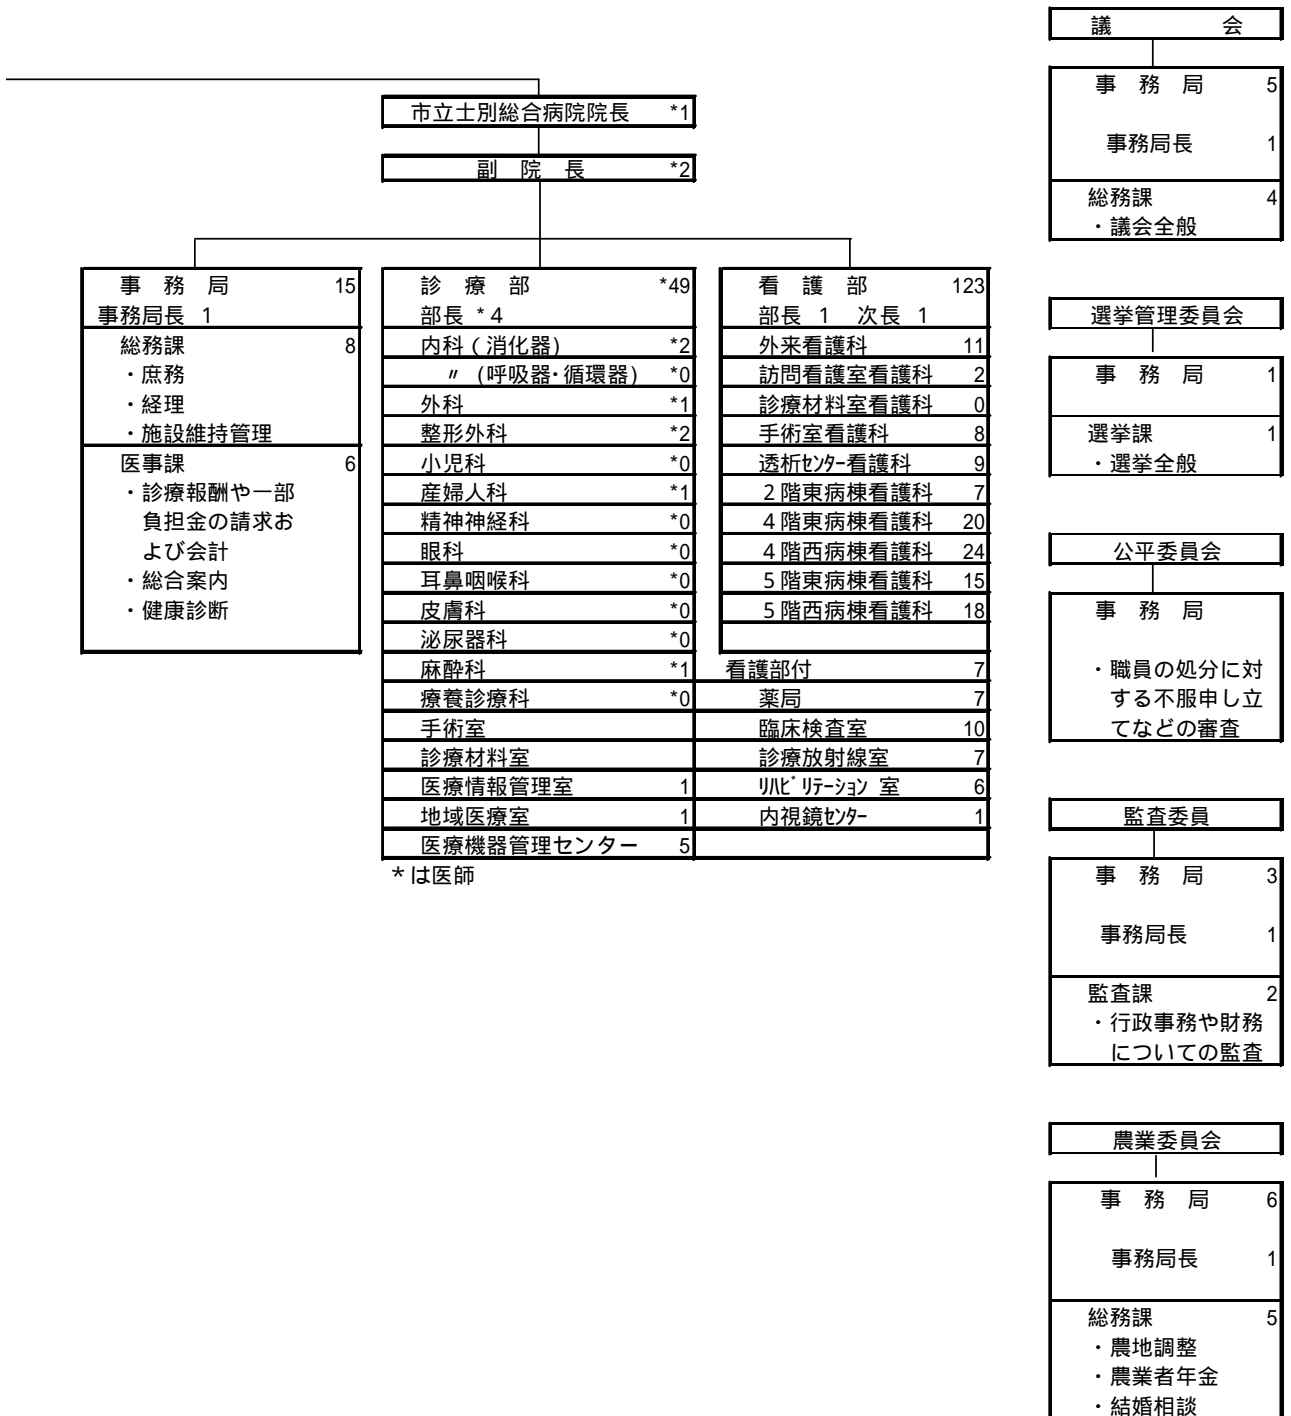 市立士別総合病院院長 *1
副 院 長 *2
事 務 局 15
事務局長 1
総務課 8
・庶務
・経理
・施設維持管理
医事課 6
・診療報酬や一部
負担金の請求お
よび会計
・総合案内
・健康診断
診 療 部 *49
部長 *4
内科(消化器) *2
〃 (呼吸器・循環器) *0
外科 *1
整形外科 *2
小児科 *0
産婦人科 *1
精神神経科 *0
眼科 *0
耳鼻咽喉科 *0
皮膚科 *0
泌尿器科 *0
麻酔科 *1
療養診療科 *0
手術室
診療材料室
医療情報管理室 1
地域医療室 1
医療機器管理センター 5
*は医師
看 護 部 123
部長 1 次長 1
外来看護科 11
訪問看護室看護科 2
診療材料室看護科 0
手術室看護科 8
透析ｾﾝﾀｰ看護科 9
2階東病棟看護科 7
4階東病棟看護科 20
4階西病棟看護科 24
5階東病棟看護科 15
5階西病棟看護科 18
看護部付 7
薬局 7
臨床検査室 10
診療放射線室 7
ﾘﾊﾋﾞﾘﾃｰｼｮﾝ 室 6
内視鏡ｾﾝﾀｰ 1
議 会
事 務 局 5
事務局長 1
総務課 4
・議会全般
選挙管理委員会
事 務 局 1
選挙課 1
・選挙全般
公平委員会
事 務 局
・職員の処分に対
する不服申し立
てなどの審査
監査委員
事 務 局 3
事務局長 1
監査課 2
・行政事務や財務
についての監査
農業委員会
事 務 局 6
事務局長 1
総務課 5
・農地調整
・農業者年金
・結婚相談